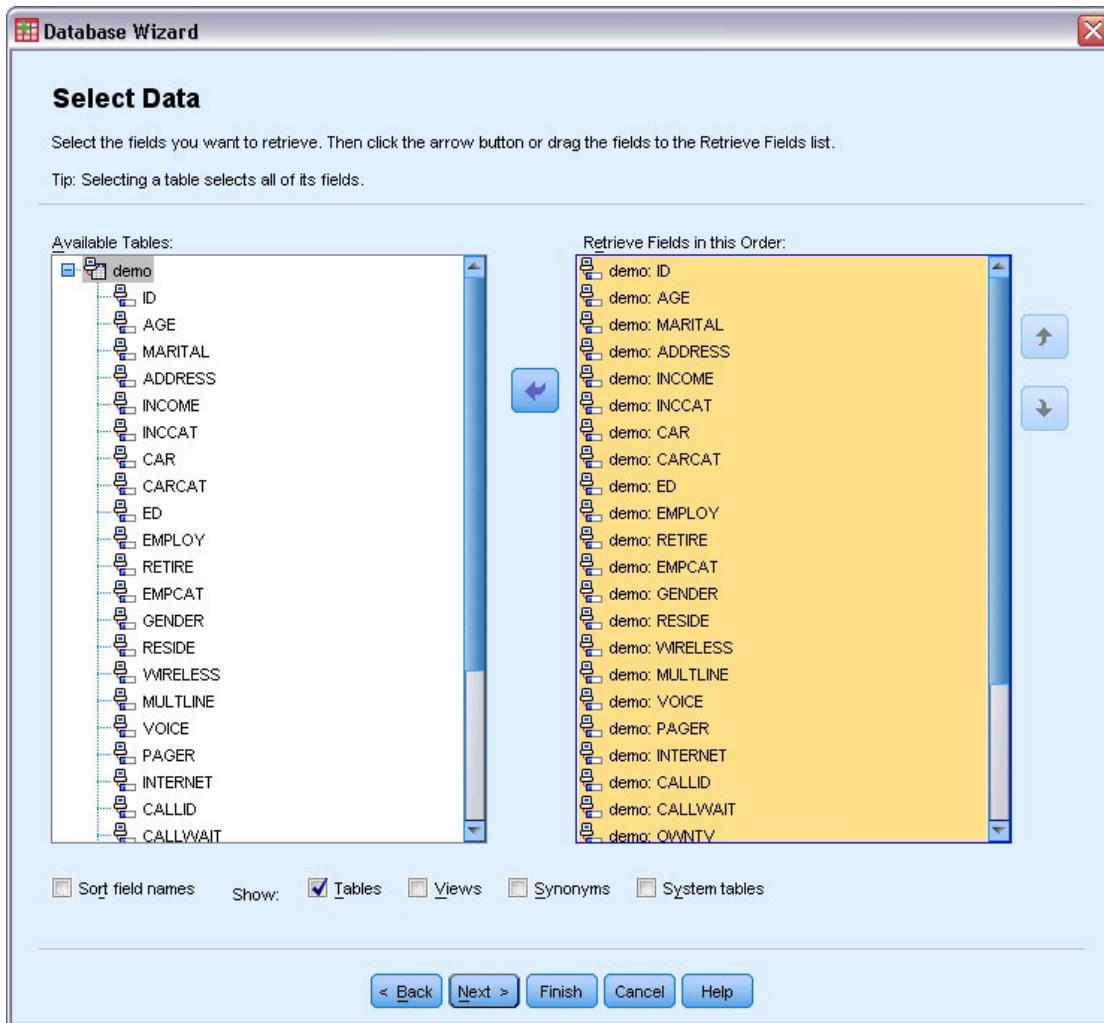 Database Wizard
Select Data
Select the fields you want to retrieve. Then click the arrow button or drag the fields to the Retrieve Fields list.
Tip: Selecting a table selects all of its fields.
Available Tables:
demo
ID
AGE
MARITAL
ADDRESS
INCOME
INCCAT
CAR
CARCAT
ED
EMPLOY
RETIRE
EMPCAT
GENDER
RESIDE
WIRELESS
MULTLINE
VOICE
PAGER
INTERNET
CALLID
CALLWAIT
Retrieve Fields in this Order:
demo: ID
demo: AGE
demo: MARITAL
demo: ADDRESS
demo: INCOME
demo: INCCAT
demo: CAR
demo: CARCAT
demo: ED
demo: EMPLOY
demo: RETIRE
demo: EMPCAT
demo: GENDER
demo: RESIDE
demo: WIRELESS
demo: MULTLINE
demo: VOICE
demo: PAGER
demo: INTERNET
demo: CALLID
demo: CALLWAIT
demo: OWNTV
Sort field names Show: Tables Views Synonyms System tables
< Back Next > Finish Cancel Help